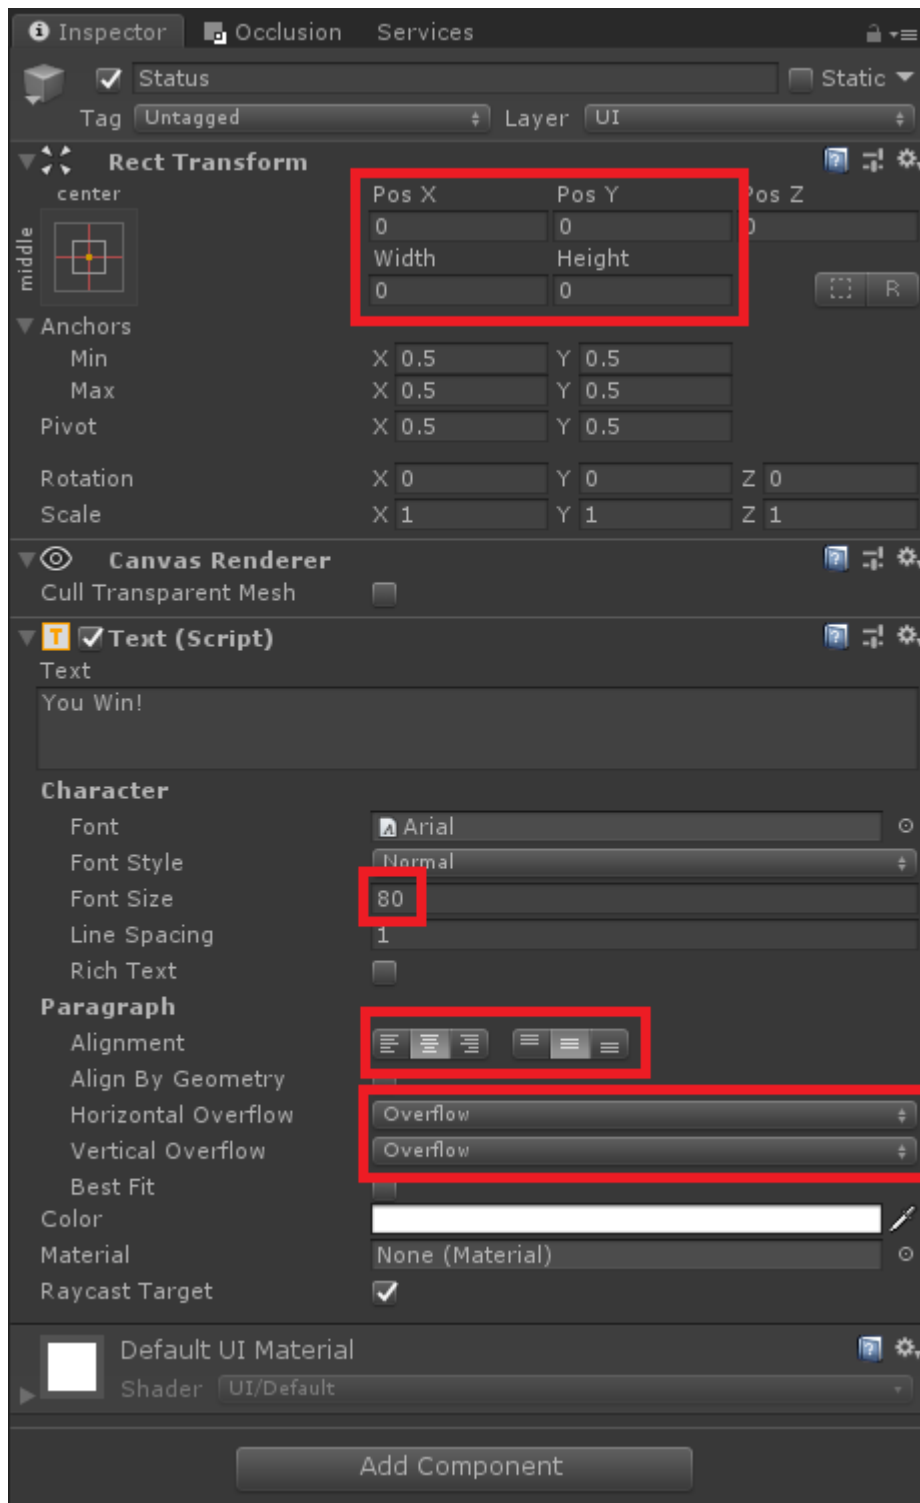 Inspector Occlusion Services
Status Static
Tag Untagged Layer UI
Rect Transform
center Pos X Pos Y Pos Z
middle 0 0 0
Width Height
0 0 R
Anchors
Min X 0.5 Y 0.5
Max X 0.5 Y 0.5
Pivot X 0.5 Y 0.5
Rotation X 0 Y 0 Z 0
Scale X 1 Y 1 Z 1
Canvas Renderer
Cull Transparent Mesh
T Text (Script)
Text
You Win!
Character
Font Arial
Font Style Normal
Font Size 80
Line Spacing 1
Rich Text
Paragraph
Alignment
Align By Geometry
Horizontal Overflow Overflow
Vertical Overflow Overflow
Best Fit
Color
Material None (Material)
Raycast Target
Default UI Material
Shader UI/Default
Add Component